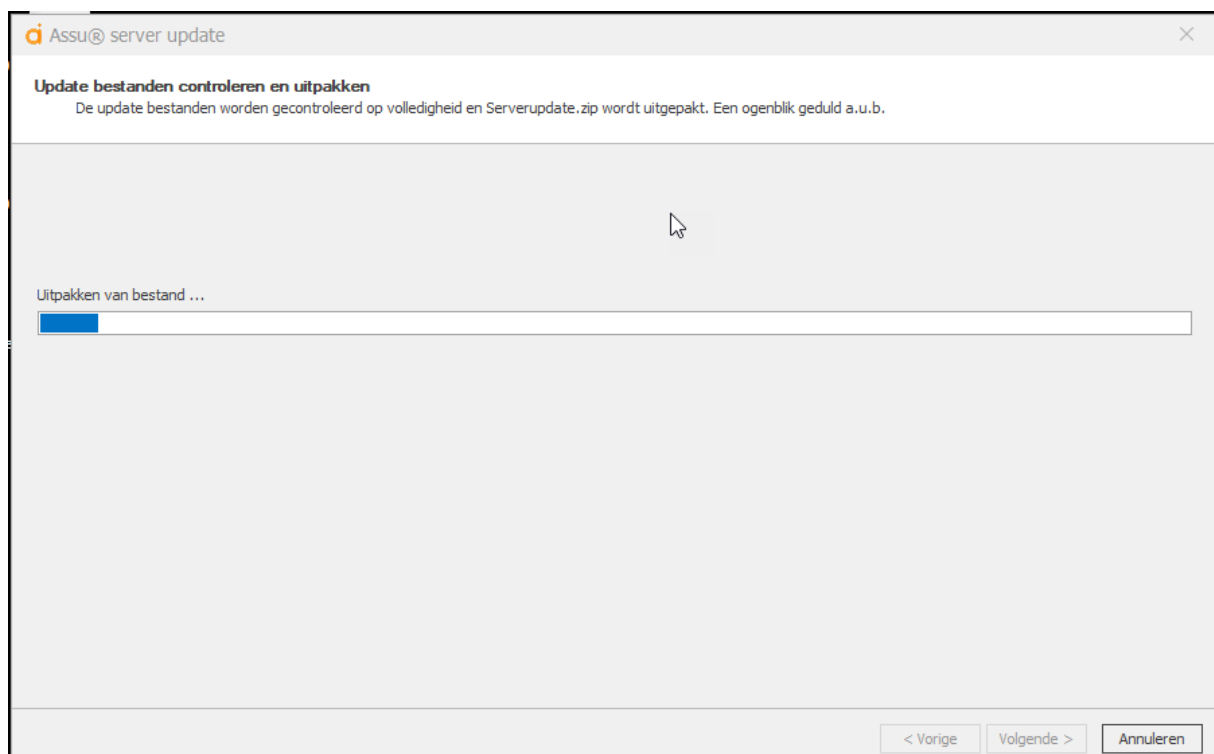 Assu® server update
Update bestanden controleren en uitpakken
De update bestanden worden gecontroleerd op volledigheid en Serverupdate.zip wordt uitgepakt. Een ogenblik geduld a.u.b.
Uitpakken van bestand ...
< Vorige
Volgende >
Annuleren